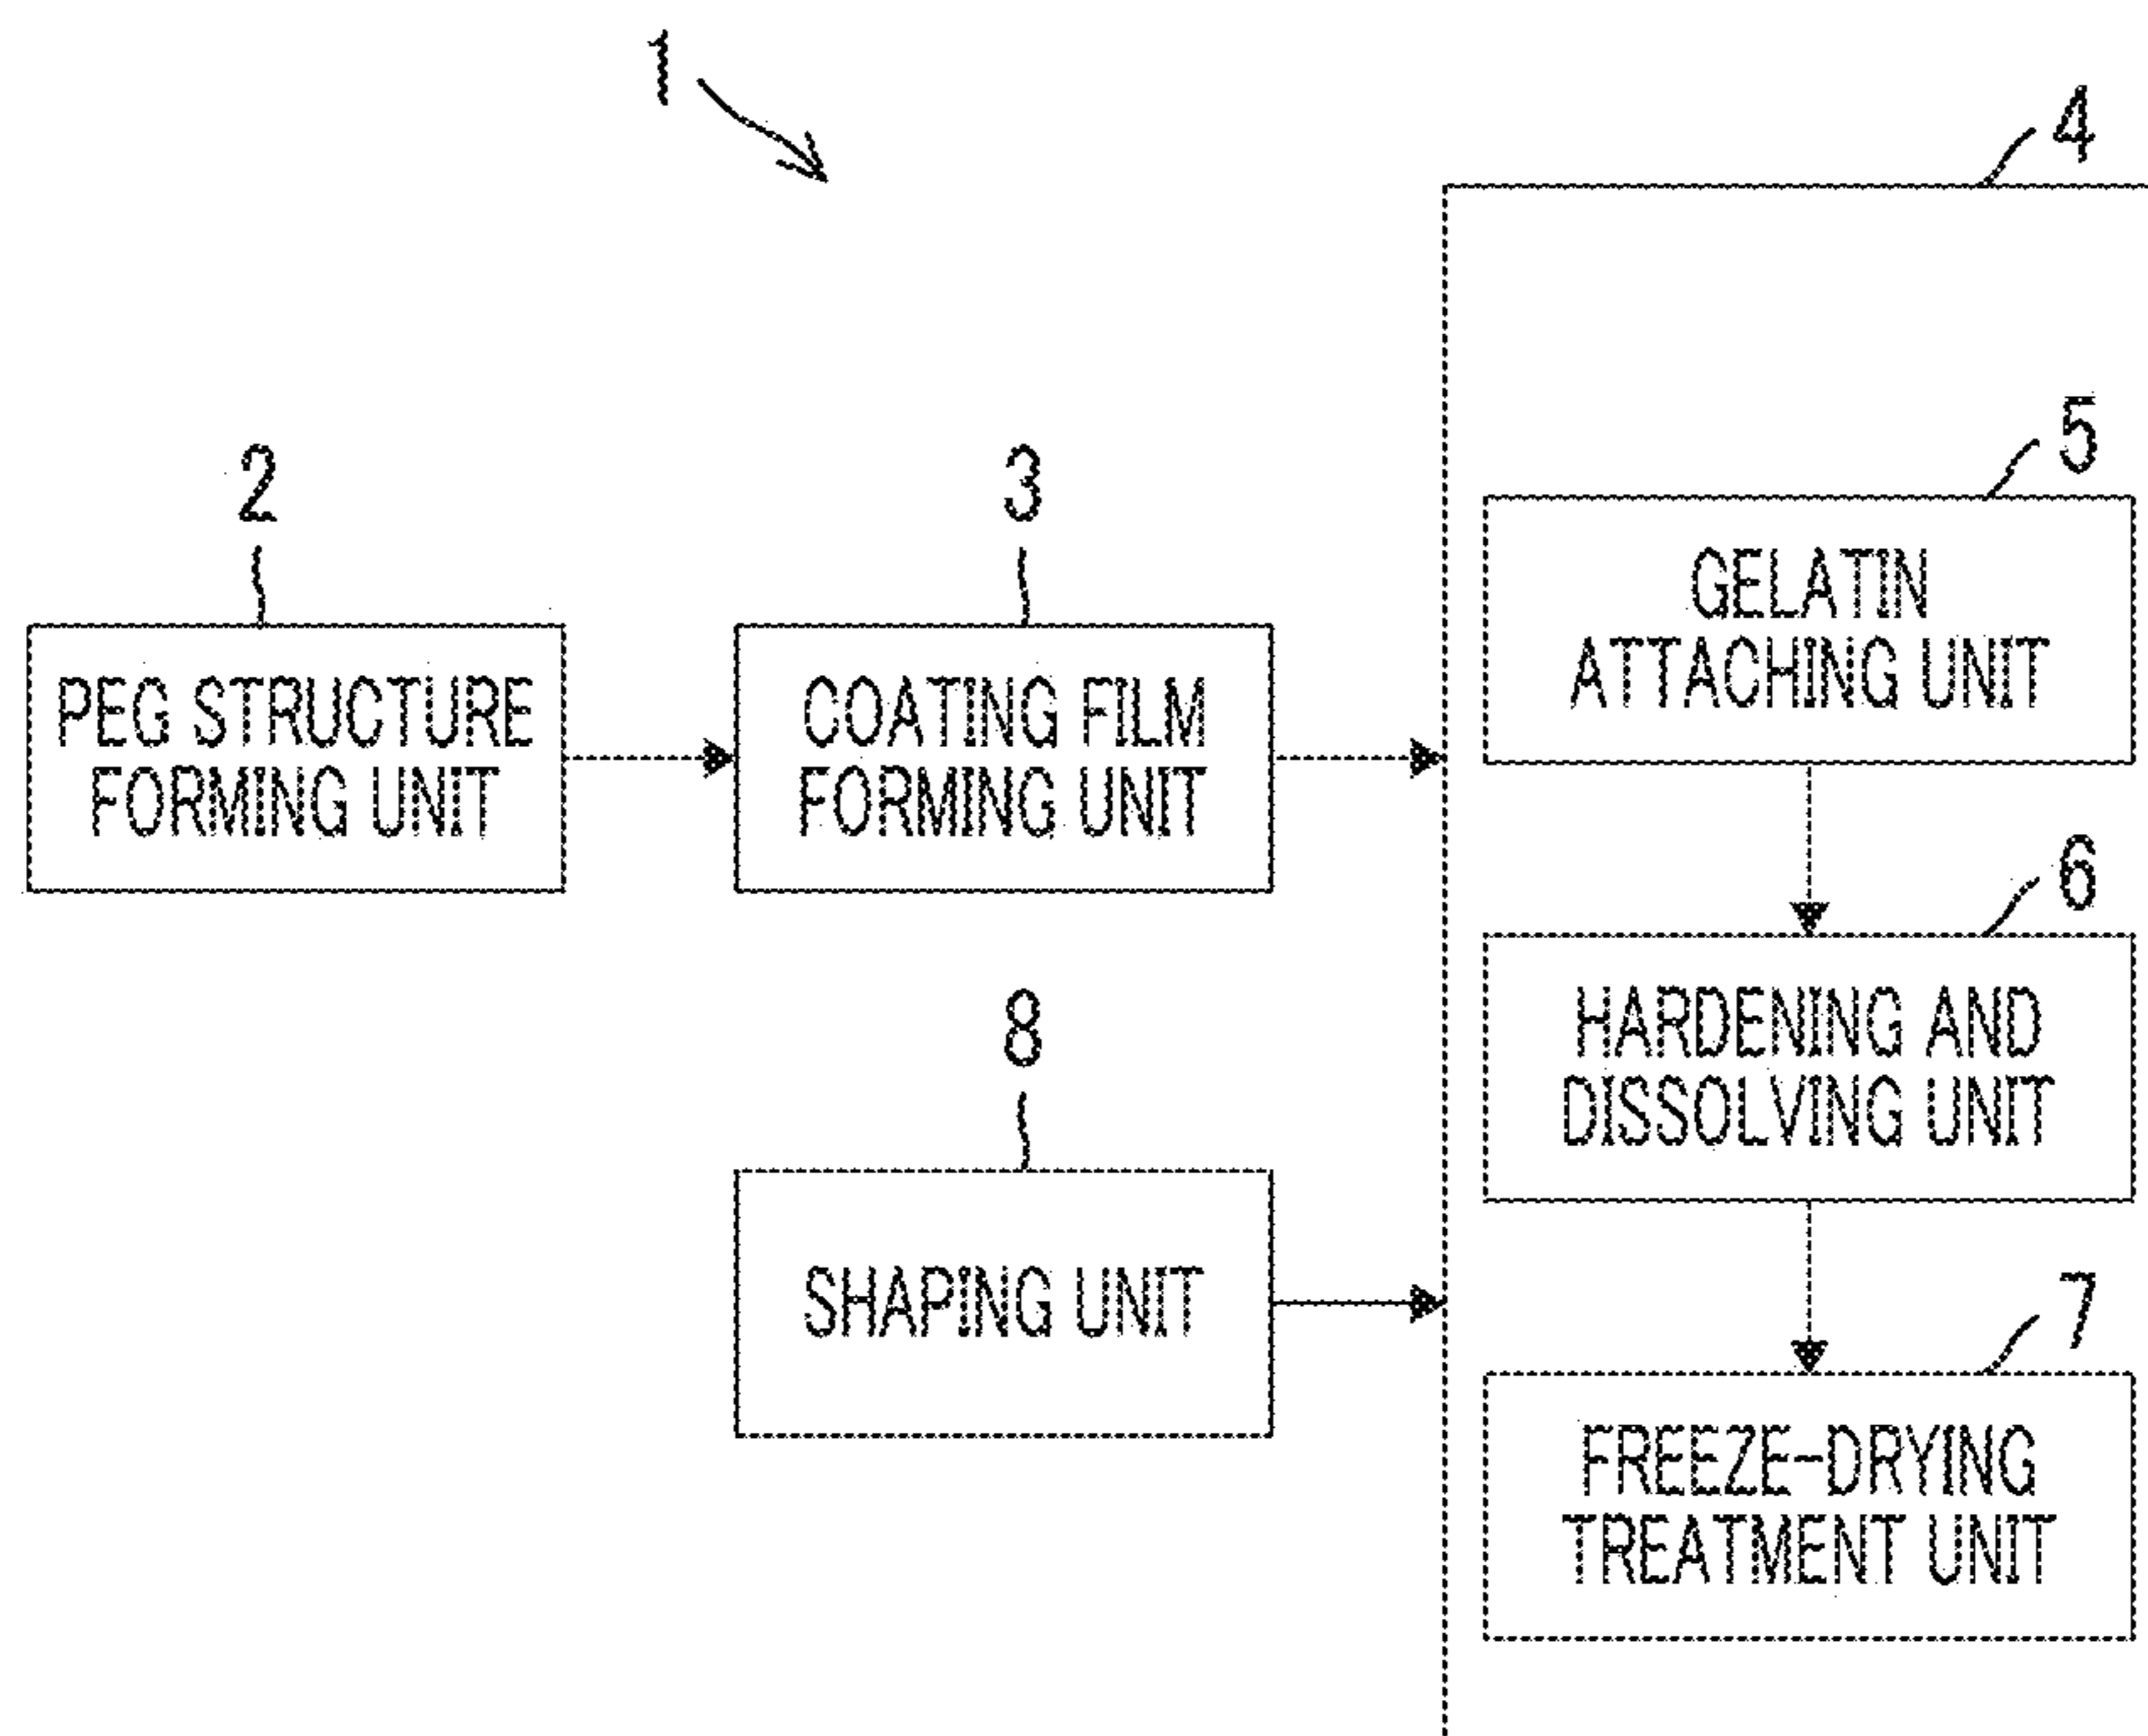 1
4
5
2
3
GELATIN
ATTACHING UNIT
PEG STRUCTURE
FORMING UNIT
COATING FILM
FORMING UNIT
6
8
HARDENING AND
DISSOLVING UNIT
SHAPING UNIT
7
FREEZE-DRYING
TREATMENT UNIT